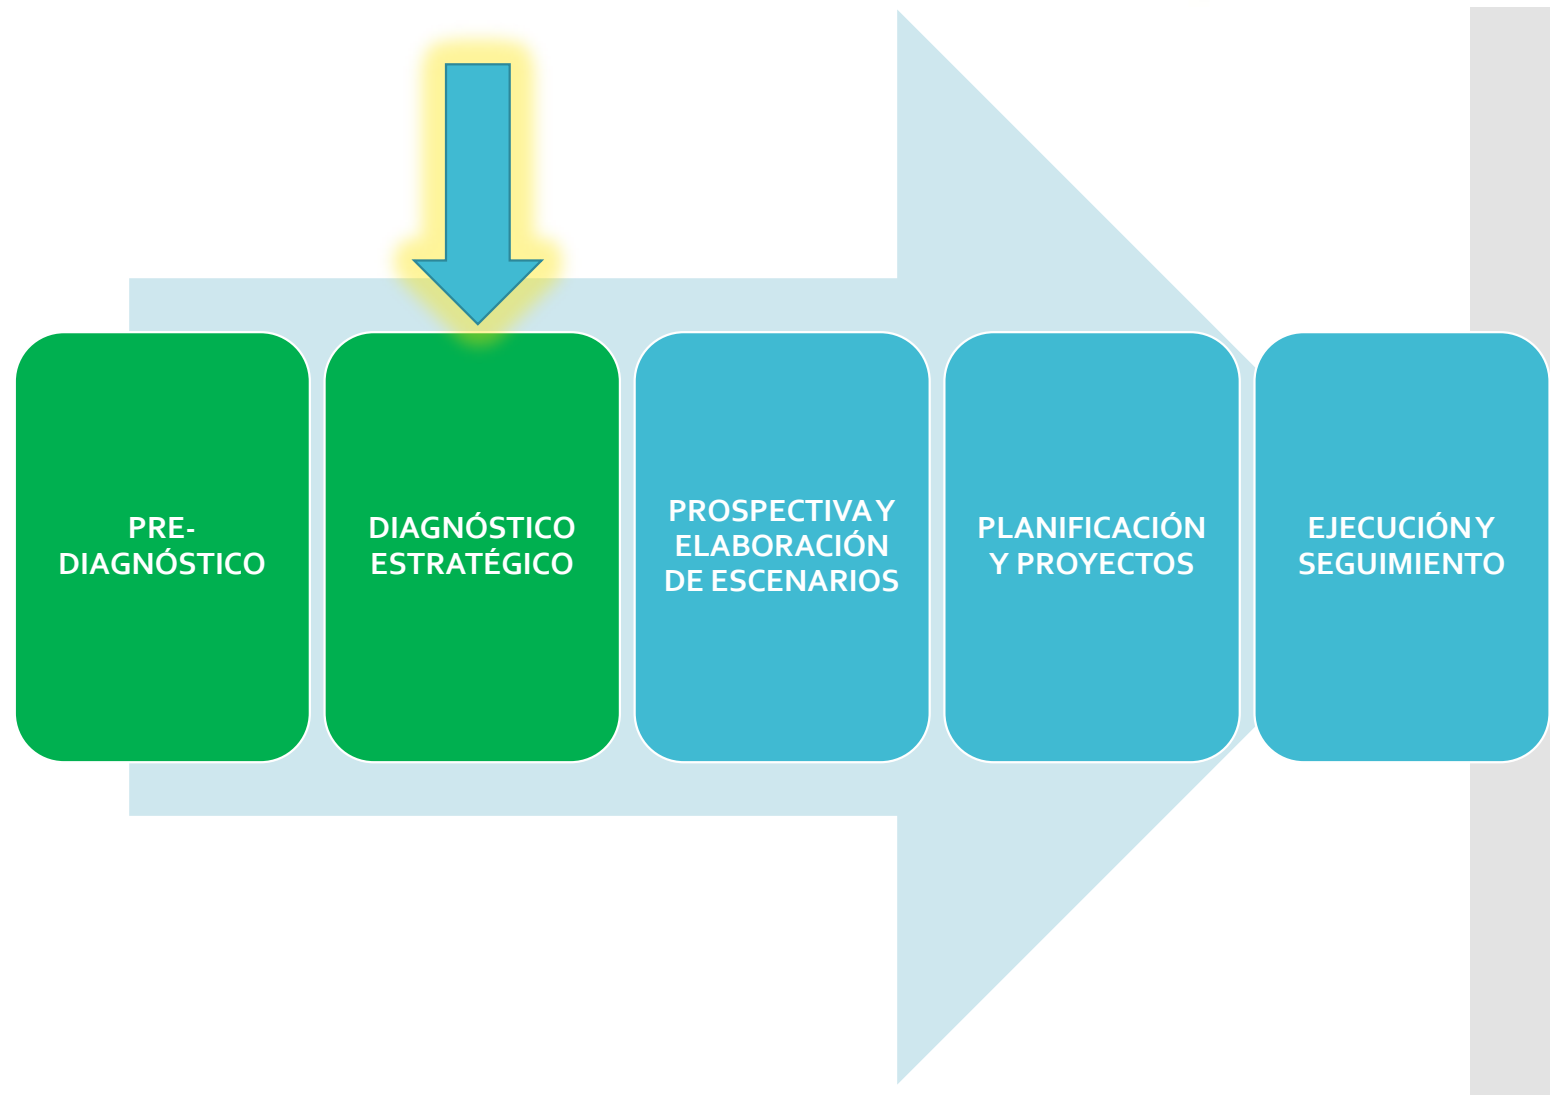 PRE-
DIAGNÓSTICO
DIAGNÓSTICO
ESTRATÉGICO
PROSPECTIVA Y
ELABORACIÓN
DE ESCENARIOS
PLANIFICACIÓN
Y PROYECTOS
EJECUCIÓN Y
SEGUIMIENTO